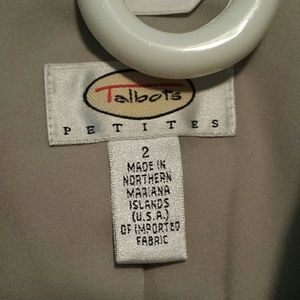 Talbots
PETITES
2
MADE IN
NORTHERN
MARIANA
ISLANDS
(U.S.A.)
OF IMPORTED
FABRIC